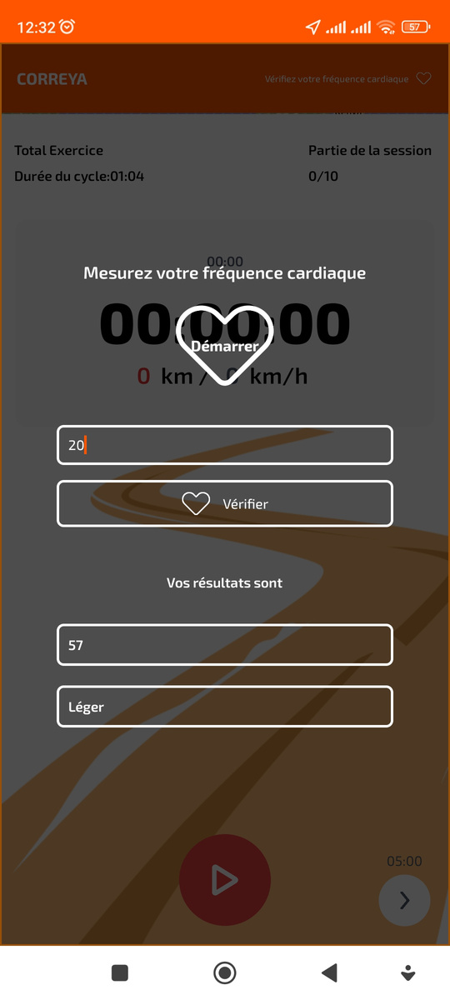 12:32
57
CORREYA
Vérifiez votre fréquence cardiaque
Total Exercice
Partie de la session
Durée du cycle:01:04
0/10
00:00
Mesurez votre fréquence cardiaque
00:00:00
Démarrer
0 km / 0 km/h
20
Vérifier
Vos résultats sont
57
Léger
05:00